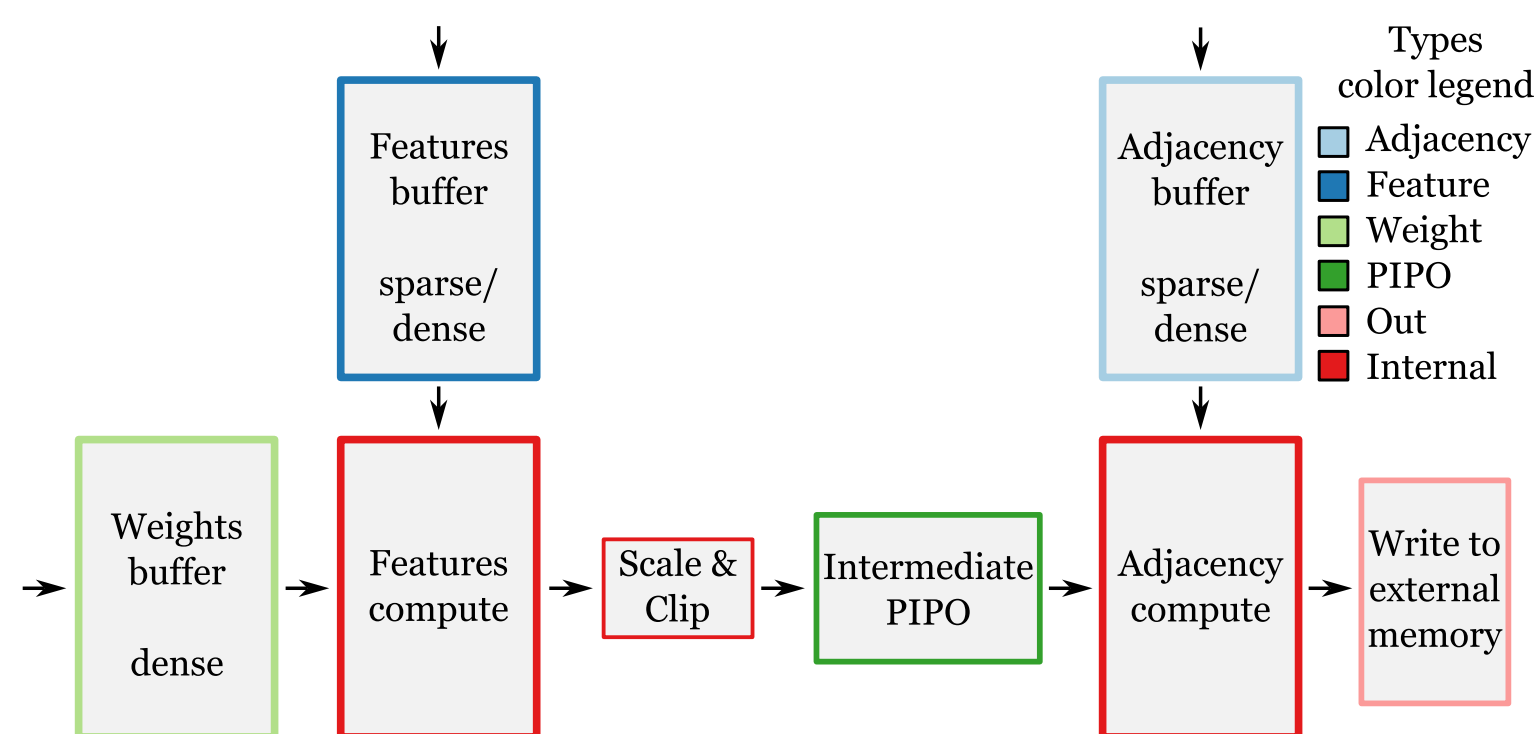 Features
buffer
sparse/
dense
Adjacency
buffer
sparse/
dense
Types
color legend
Adjacency
Feature
Weight
PIPO
Out
Internal
Weights
buffer
dense
Features
compute
Scale &
Clip
Intermediate
PIPO
Adjacency
compute
Write to
external
memory